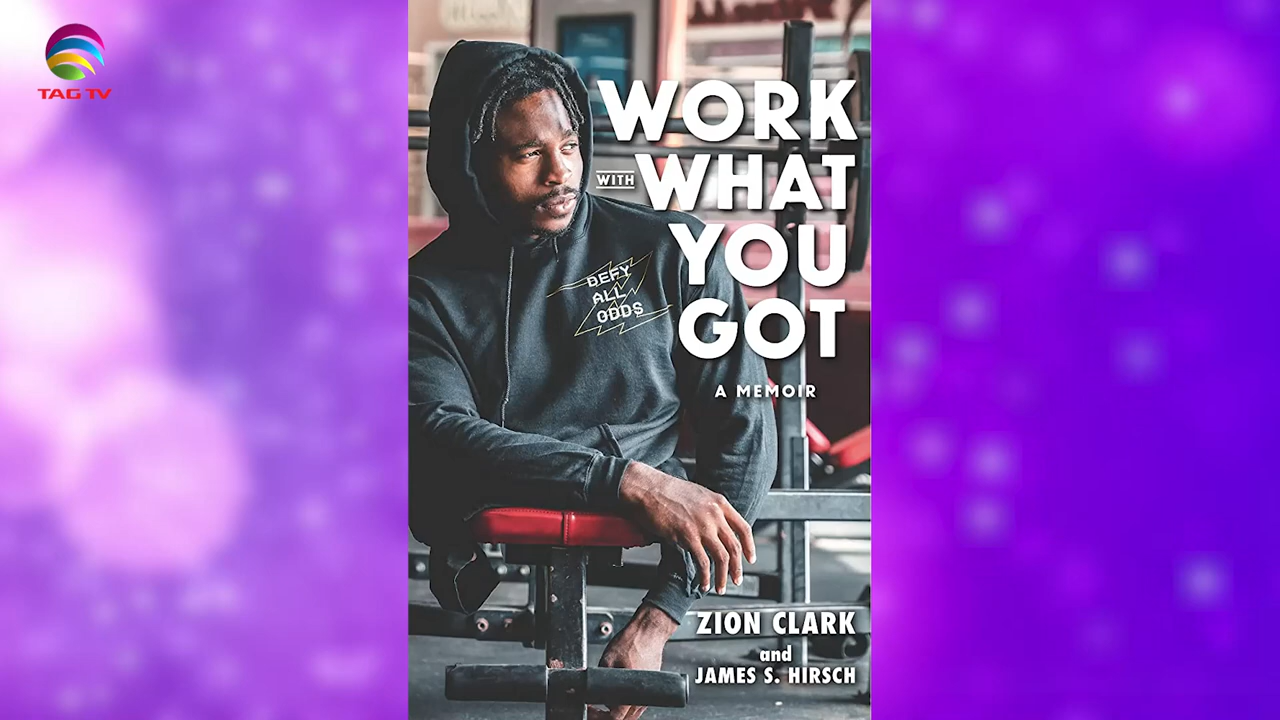 TAG TV
WORK
WITH WHAT
YOU
GOT
DEFY
ALL
ODDS
A MEMOIR
ZION CLARK
and
JAMES S. HIRSCH